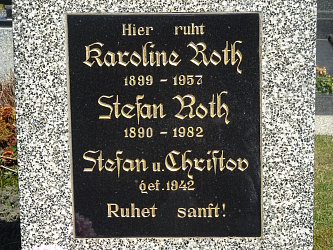 Hier ruht
Karoline Roth
1899 - 1957
Stefan Roth
1890 - 1982
Stefan u. Christov
gef. 1942
Ruhet sanft!